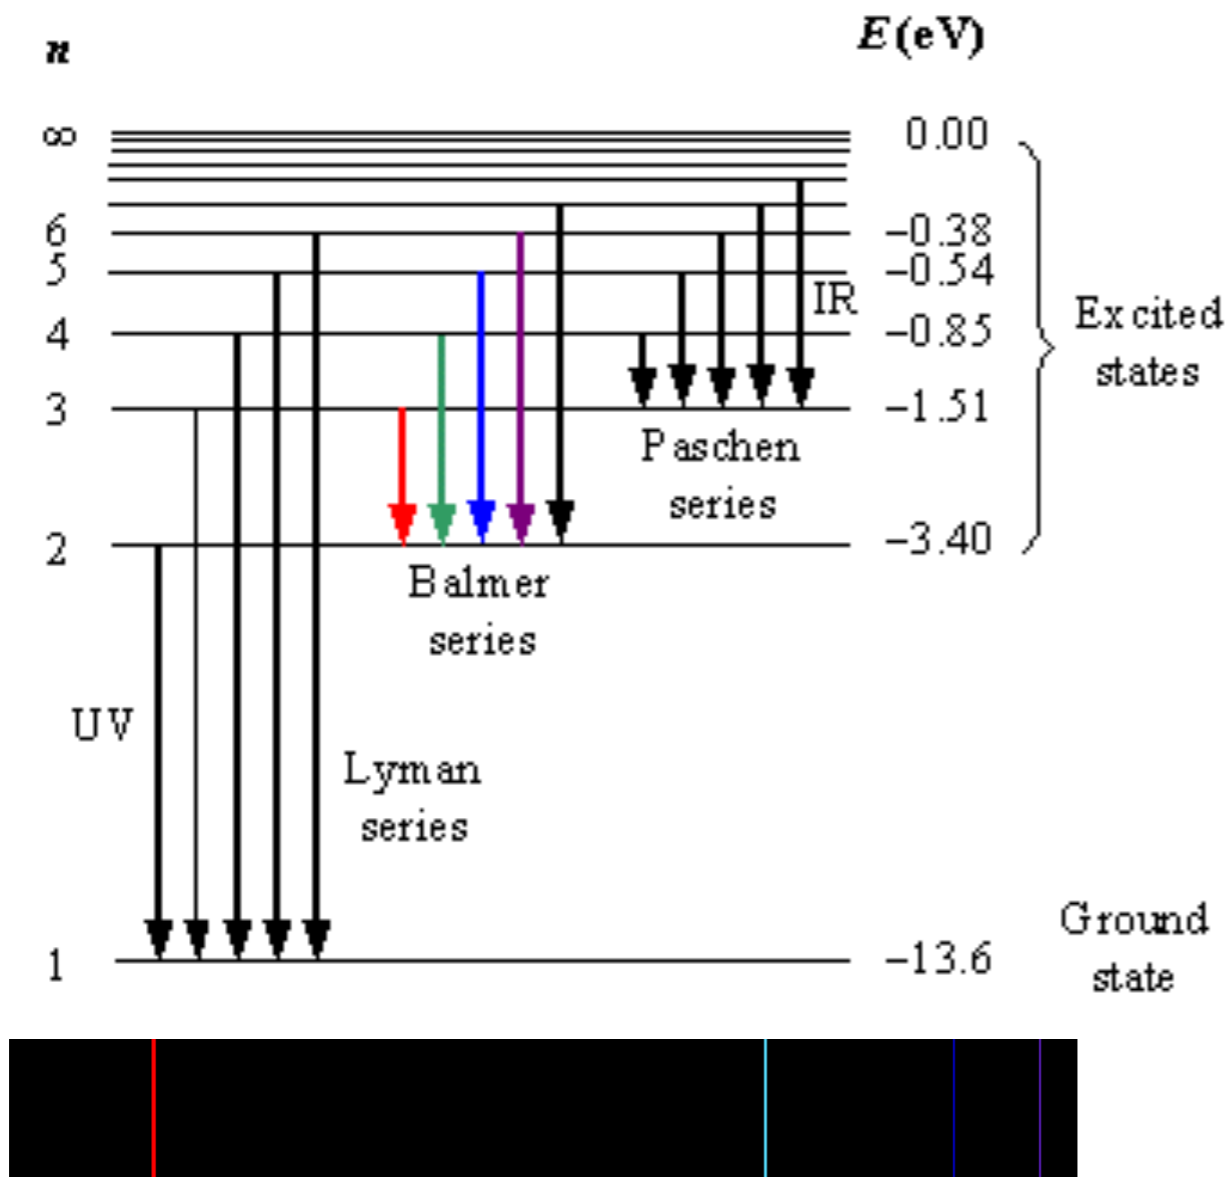 n E(eV)
∞ 0.00
6 −0.38
5 −0.54
IR
4 −0.85
Excited
states
3 −1.51
Paschen
series
2 −3.40
Balmer
series
UV
Lyman
series
Ground
state
1 −13.6